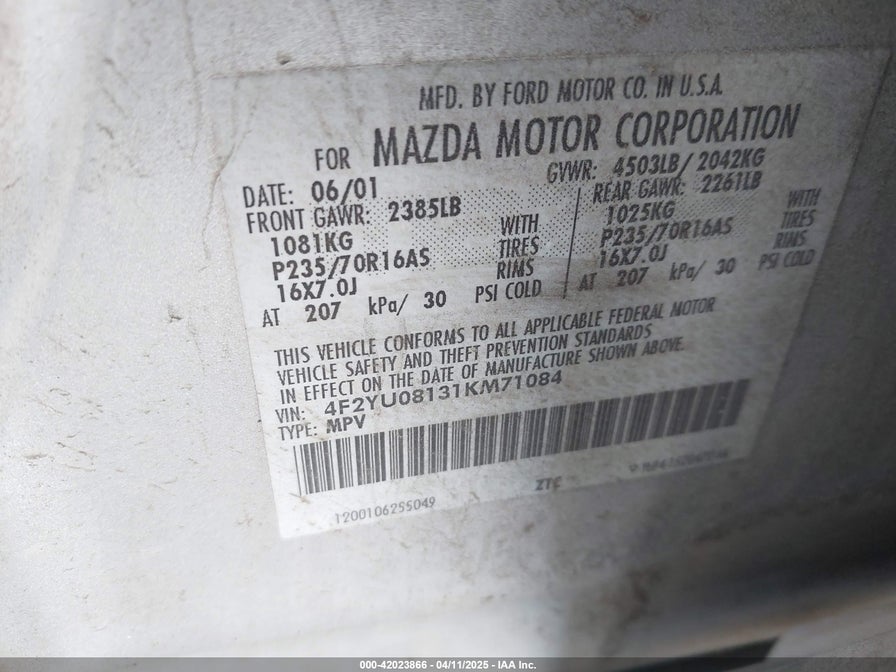 MFD. BY FORD MOTOR CO. IN U.S.A.
FOR MAZDA MOTOR CORPORATION
DATE: 06/01 GVWR: 4503LB/ 2042KG
FRONT GAWR: 2385LB REAR GAWR: 2261LB
1081KG WITH 1025KG WITH
P235/70R16AS TIRES P235/70R16AS TIRES
16X7.0J RIMS 16X7.0J RIMS
AT 207 kPa/ 30 PSI COLD AT 207 kPa/ 30 PSI COLD
THIS VEHICLE CONFORMS TO ALL APPLICABLE FEDERAL MOTOR
VEHICLE SAFETY AND THEFT PREVENTION STANDARDS
IN EFFECT ON THE DATE OF MANUFACTURE SHOWN ABOVE.
VIN: 4F2YU08131KM71084
TYPE: MPV
ZTC
1200106255049
000-42023866 - 04/11/2025 - IAA Inc.